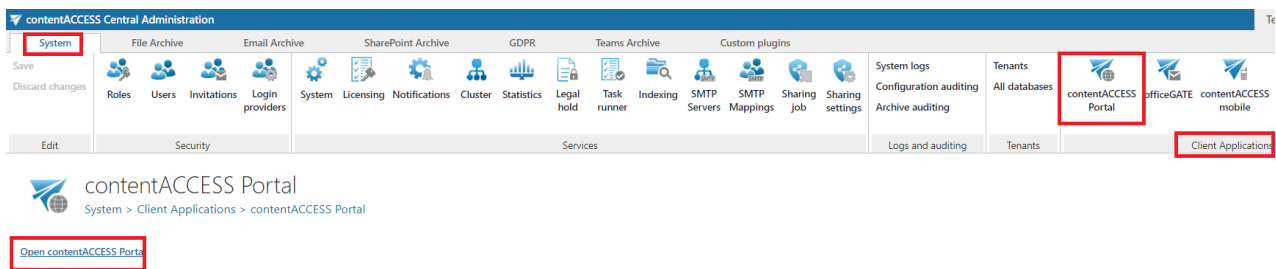 contentACCESS Central Administration
System File Archive Email Archive SharePoint Archive GDPR Teams Archive Custom plugins
Save
Discard changes
Roles Users Invitations Login providers System Licensing Notifications Cluster Statistics Legal hold Task runner Indexing SMTP Servers SMTP Mappings Sharing job Sharing settings
System logs
Configuration auditing
Archive auditing
Tenants
All databases
contentACCESS Portal officeGATE contentACCESS mobile
Edit Security Services Logs and auditing Tenants Client Applications
contentACCESS Portal
System > Client Applications > contentACCESS Portal
Open contentACCESS Porta